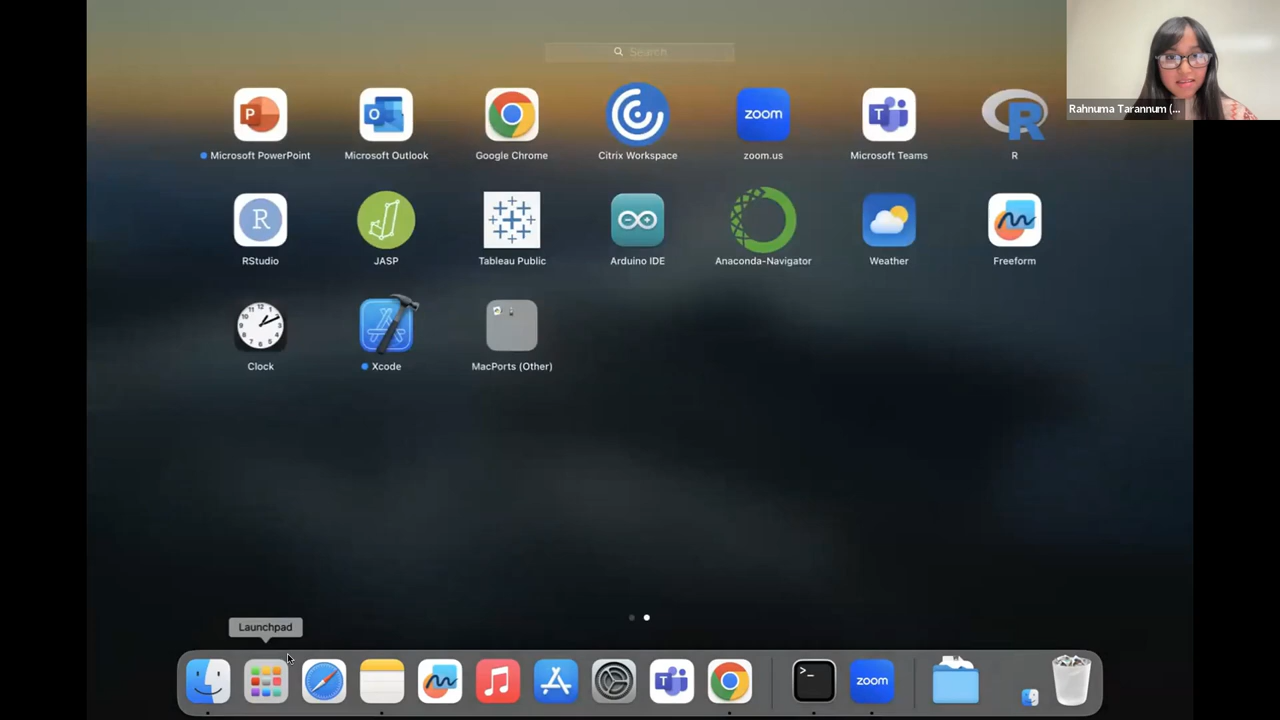 Search
Rahnuma Tarannum (...
P
Microsoft PowerPoint
Microsoft Outlook
Google Chrome
Citrix Workspace
zoom
zoom.us
T
Microsoft Teams
R
R
R
RStudio
JASP
Tableau Public
Arduino IDE
Anaconda-Navigator
Weather
Freeform
Clock
Xcode
MacPorts (Other)
Launchpad
T
>_
zoom